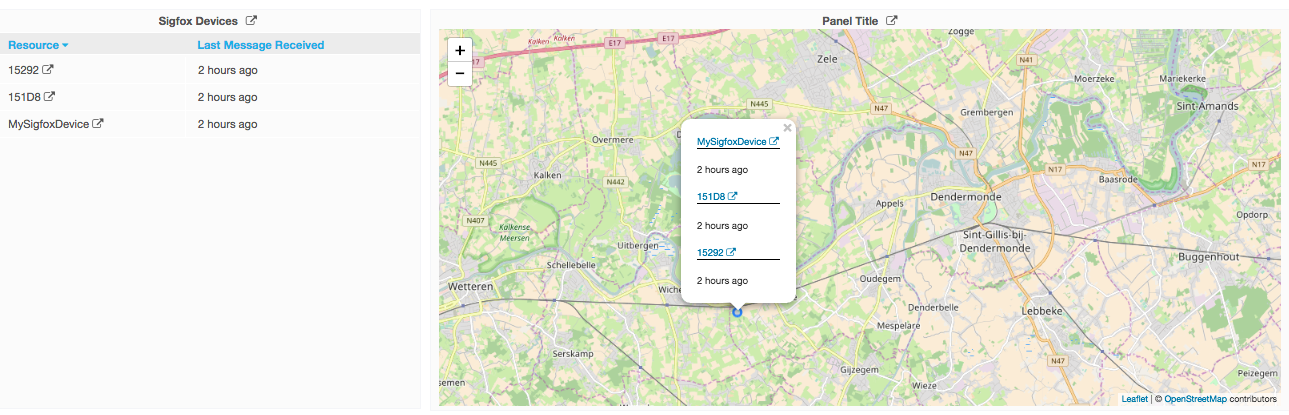 Sigfox Devices
Resource
Last Message Received
15292
2 hours ago
151D8
2 hours ago
MySigfoxDevice
2 hours ago
Panel Title
+
−
Kalken
Kalken
E17
E17
E17
Zogge
Zele
N47
N41
Moerzeke
Mariekerke
Sint-Amands
Grembergen
N445
Overmere
N445
Kalken
N442
N47
N47
N17
N17
Baasrode
Appels
Dendermonde
Opdorp
N407
Kalkense
Meersen
Uitbergen
Sint-Gillis-bij-
Dendermonde
Buggenhout
Schellebelle
Wetteren
Oudegem
Denderbelle
Lebbeke
Mespelare
Serskamp
N47
Gijzegem
Wieze
Peizegem
×
MySigfoxDevice
2 hours ago
151D8
2 hours ago
15292
2 hours ago
Leaflet | © OpenStreetMap contributors